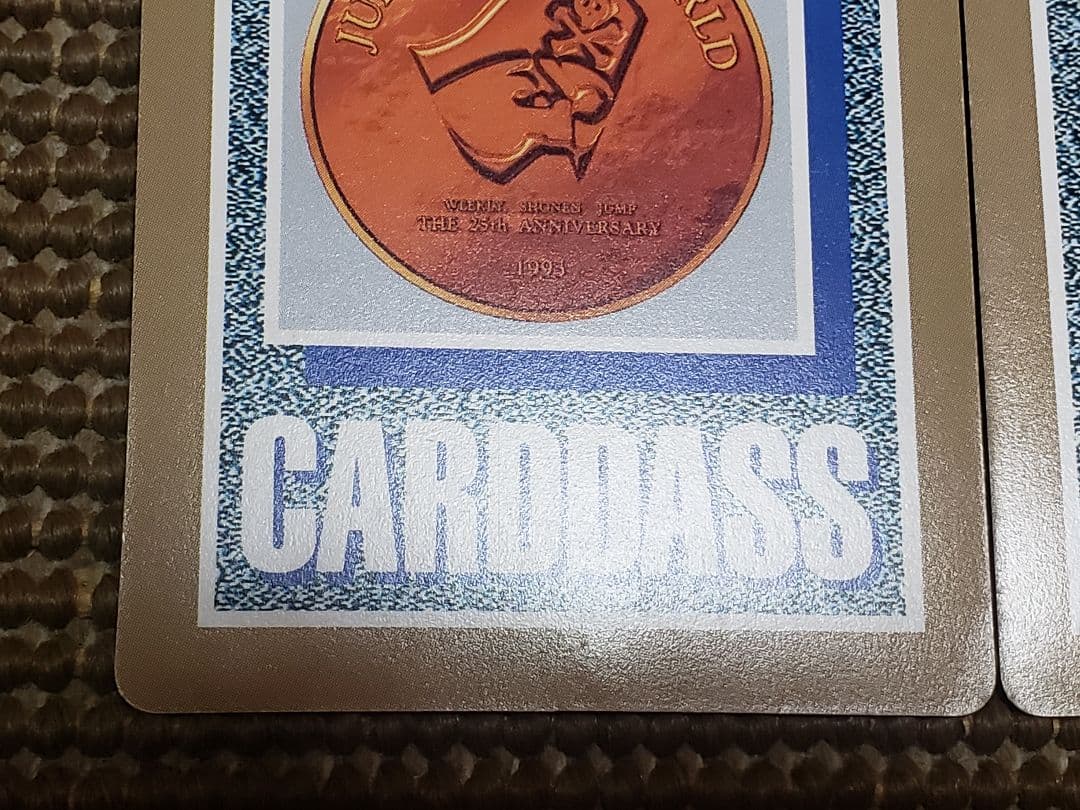 WEEKLY SHONEN JUMP
THE 25th ANNIVERSARY
1993
CARDDASS